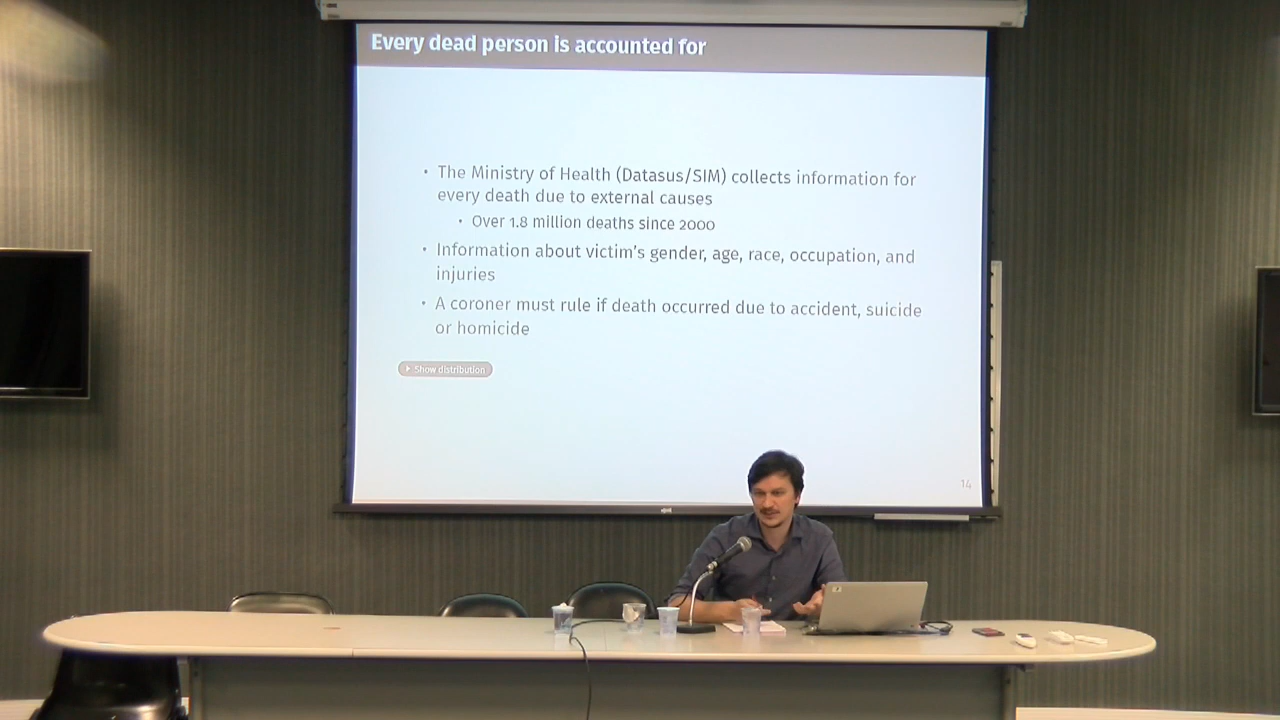 Every dead person is accounted for
• The Ministry of Health (Datasus/SIM) collects information for
every death due to external causes
• Over 1.8 million deaths since 2000
• Information about victim's gender, age, race, occupation, and
injuries
• A coroner must rule if death occurred due to accident, suicide
or homicide
Show distribution
14